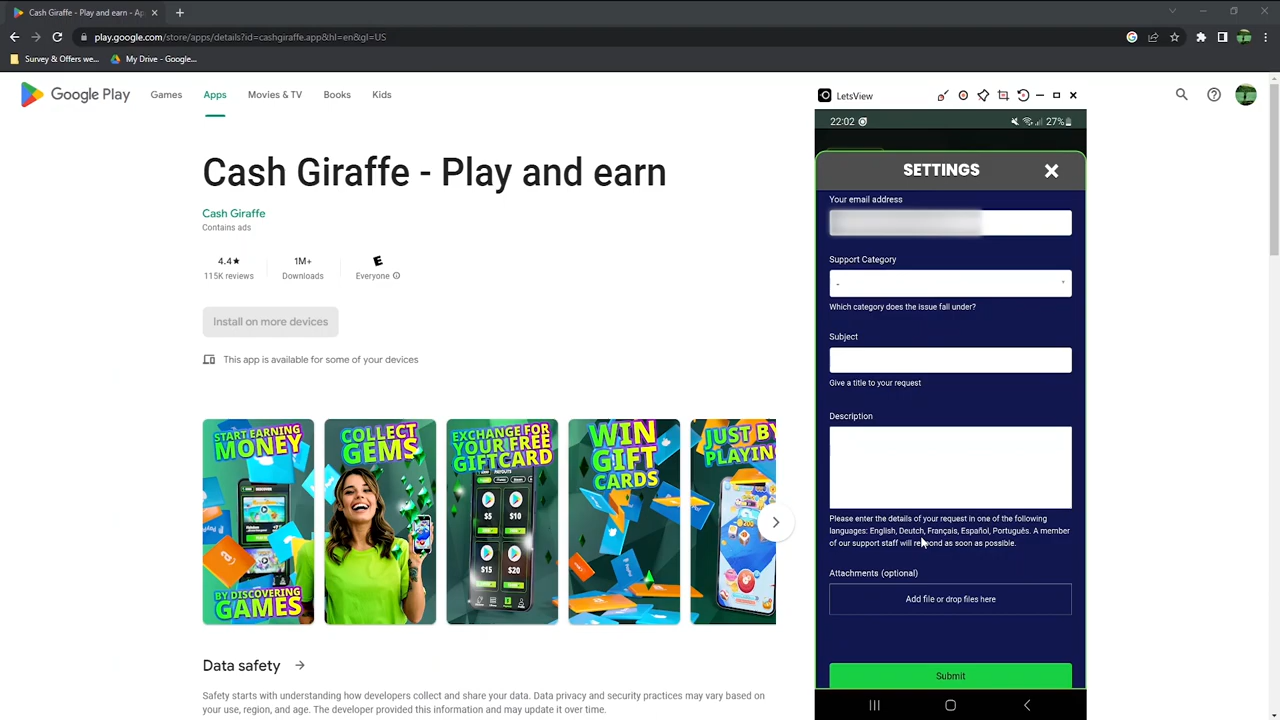 Cash Giraffe - Play and earn - Ap
play.google.com/store/apps/details?id=cashgiraffe.app&hl=en&gl=US
Survey & Offers we...
My Drive - Google...
Google Play
Games
Apps
Movies & TV
Books
Kids
Cash Giraffe - Play and earn
Cash Giraffe
Contains ads
4.4★
115K reviews
1M+
Downloads
E
Everyone
Install on more devices
This app is available for some of your devices
START EARNING
MONEY
BY DISCOVERING
GAMES
COLLECT
GEMS
EXCHANGE FOR
YOUR FREE
GIFTCARD
PAYOUTS
$5
$10
$15
$20
WIN
GIFT
CARDS
JUST BY
PLAYING
Data safety
Safety starts with understanding how developers collect and share your data. Data privacy and security practices may vary based on
your use, region, and age. The developer provided this information and may update it over time.
LetsView
22:02
27%
SETTINGS
Your email address
Support Category
-
Which category does the issue fall under?
Subject
Give a title to your request
Description
Please enter the details of your request in one of the following
languages: English, Deutch, Français, Español, Português. A member
of our support staff will respond as soon as possible.
Attachments (optional)
Add file or drop files here
Submit